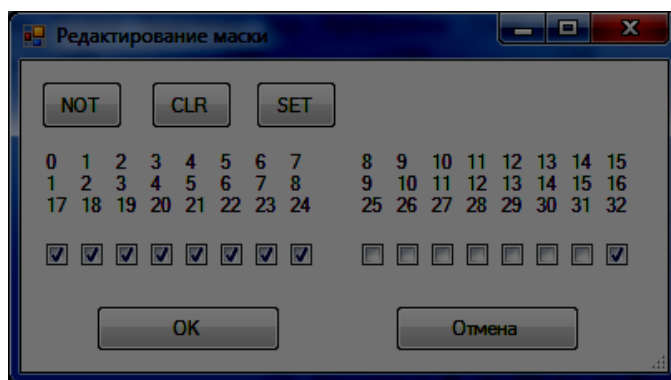 Редактирование маски
NOT CLR SET
0 1 2 3 4 5 6 7 8 9 10 11 12 13 14 15
1 2 3 4 5 6 7 8 9 10 11 12 13 14 15 16
17 18 19 20 21 22 23 24 25 26 27 28 29 30 31 32
OK Отмена